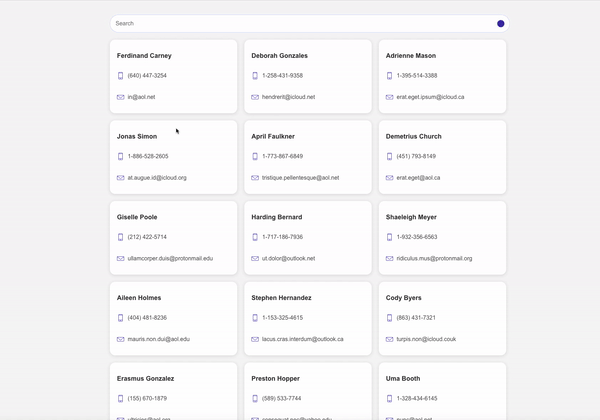 Search
Ferdinand Carney Deborah Gonzales Adrienne Mason
(640) 447-3254 1-258-431-9358 1-395-514-3388
in@aol.net hendrerit@icloud.net erat.eget.ipsum@icloud.ca
Jonas Simon April Faulkner Demetrius Church
1-886-528-2605 1-773-867-6849 (451) 793-8149
at.augue.id@icloud.org tristique.pellentesque@aol.net erat.eget@aol.ca
Giselle Poole Harding Bernard Shaeleigh Meyer
(212) 422-5714 1-717-186-7936 1-932-356-6563
ullamcorper.duis@protonmail.edu ut.dolor@outlook.net ridiculus.mus@protonmail.org
Aileen Holmes Stephen Hernandez Cody Byers
(404) 481-8236 1-153-325-4615 (863) 431-7321
mauris.non.dui@aol.edu lacus.cras.interdum@outlook.ca turpis.non@icloud.couk
Erasmus Gonzalez Preston Hopper Uma Booth
(155) 670-1879 (589) 533-7744 1-328-434-6145